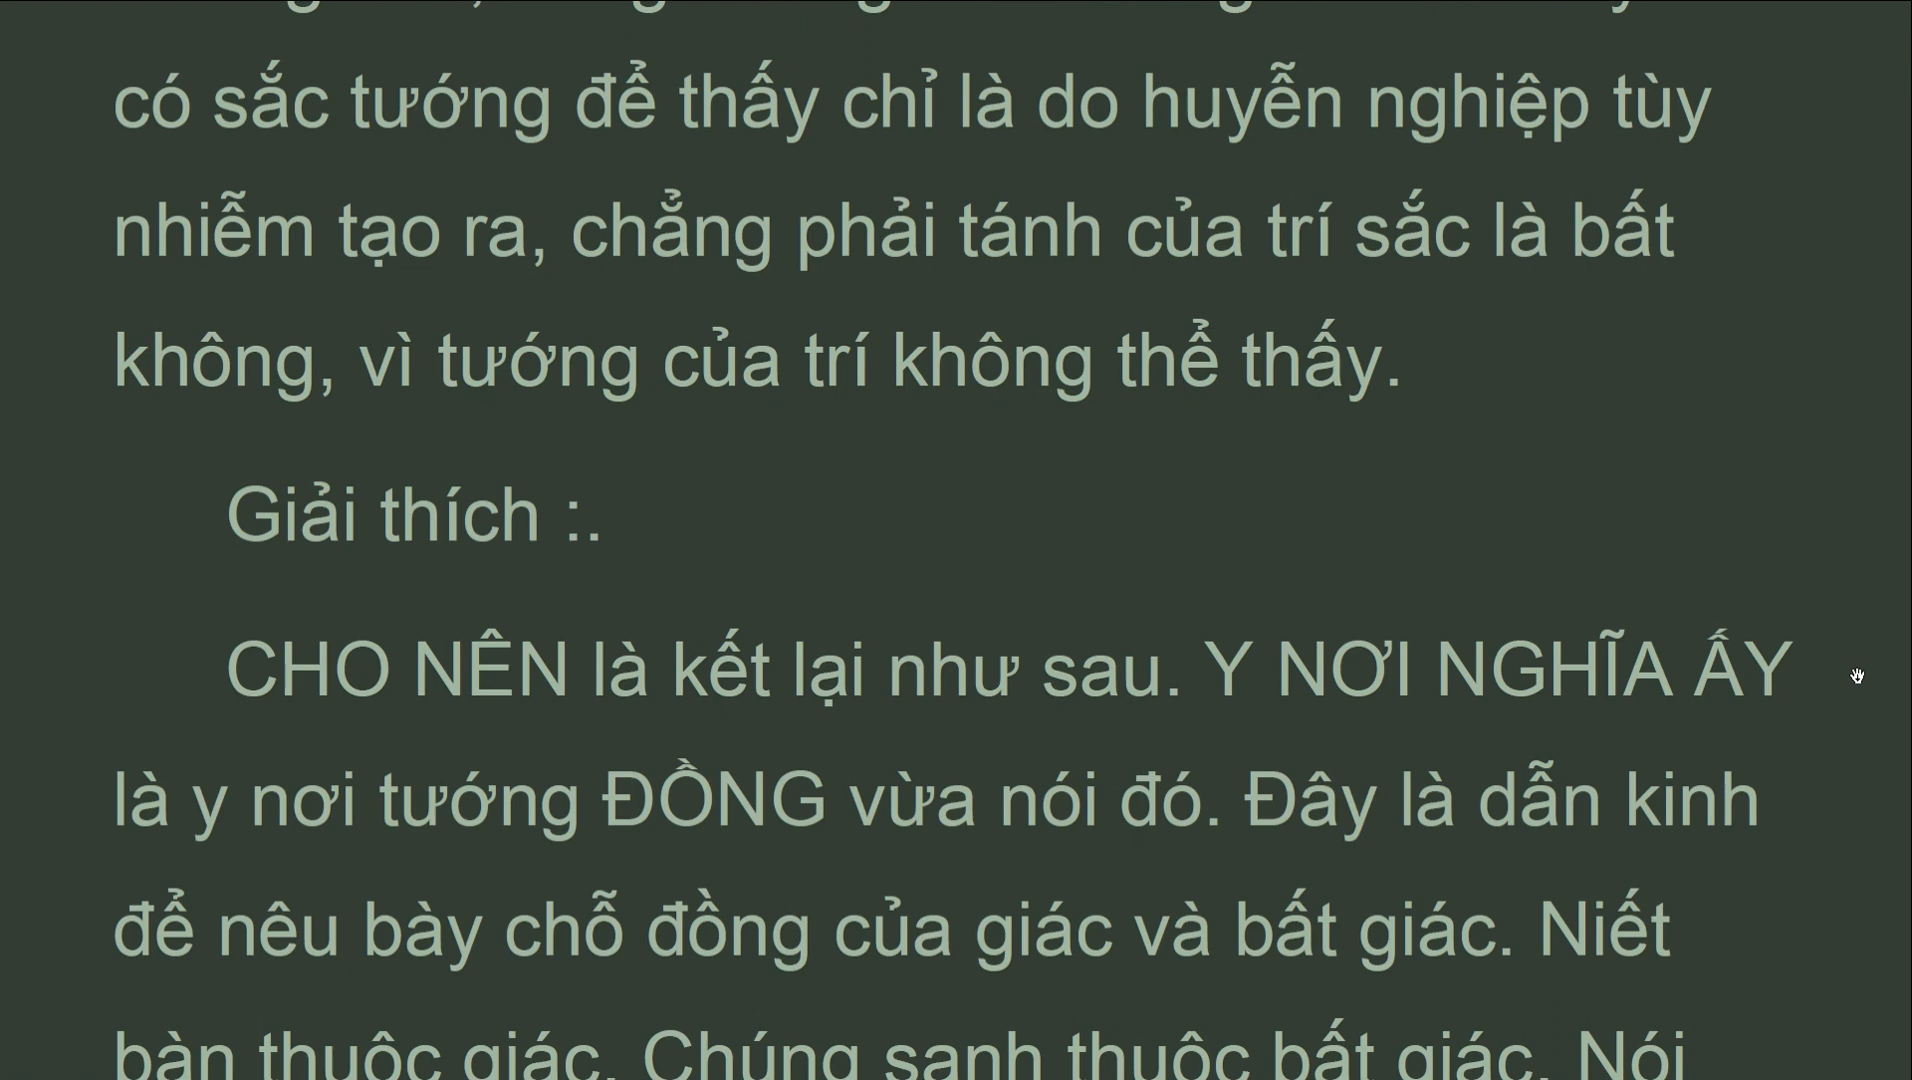 có sắc tướng để thấy chỉ là do huyễn nghiệp tùy
nhiễm tạo ra, chẳng phải tánh của trí sắc là bất
không, vì tướng của trí không thể thấy.
Giải thích :.
CHO NÊN là kết lại như sau. Y NƠI NGHĨA ẤY
là y nơi tướng ĐỒNG vừa nói đó. Đây là dẫn kinh
để nêu bày chỗ đồng của giác và bất giác. Niết
bàn thuộc giác. Chúng sanh thuộc bất giác. Nói